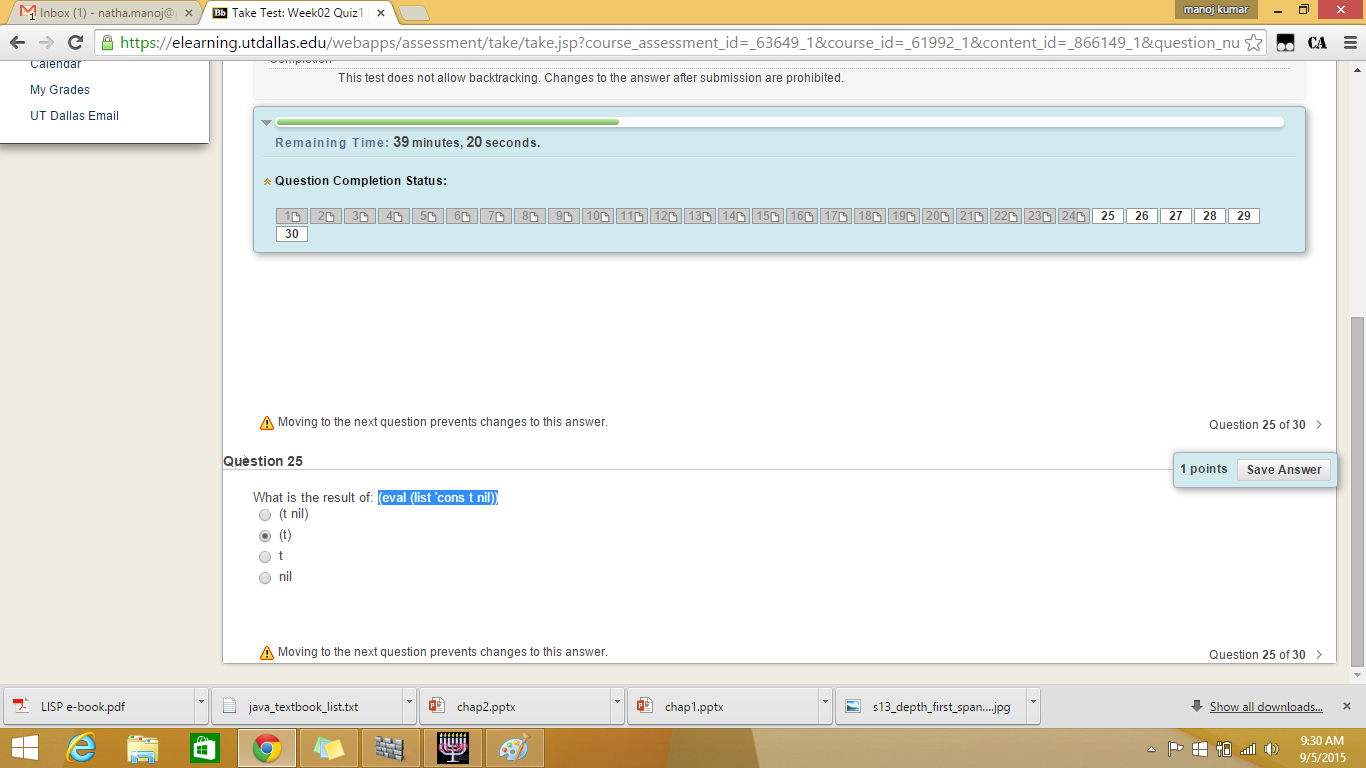 Inbox (1) - natha.manoj@
Take Test: Week02 Quiz1
manoj kumar
https://elearning.utdallas.edu/webapps/assessment/take/take.jsp?course_assessment_id=_63649_1&course_id=_61992_1&content_id=_866149_1&question_nu
CA
Calendar
My Grades
UT Dallas Email
Completion
This test does not allow backtracking. Changes to the answer after submission are prohibited.
Remaining Time: 39 minutes, 20 seconds.
Question Completion Status:
1 2 3 4 5 6 7 8 9 10 11 12 13 14 15 16 17 18 19 20 21 22 23 24 25 26 27 28 29
30
Moving to the next question prevents changes to this answer.
Question 25 of 30
Question 25
1 points
Save Answer
What is the result of: (eval (list 'cons t nil))
(t nil)
(t)
t
nil
Moving to the next question prevents changes to this answer.
Question 25 of 30
LISP e-book.pdf
java_textbook_list.txt
chap2.pptx
chap1.pptx
s13_depth_first_span....jpg
Show all downloads...
9:30 AM
9/5/2015